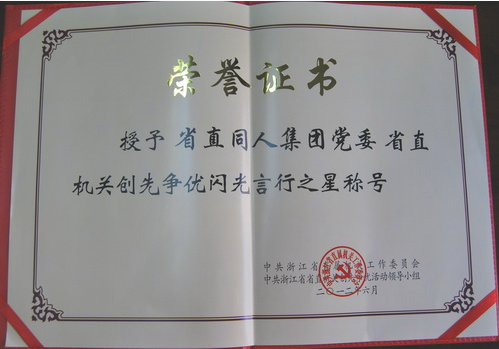 荣誉证书
授予 省直同人集团党委 省直
机关创先争优闪光言行之星称号
中共浙江省 工作委员会
中共浙江省省直 活动领导小组
二〇一二年六月